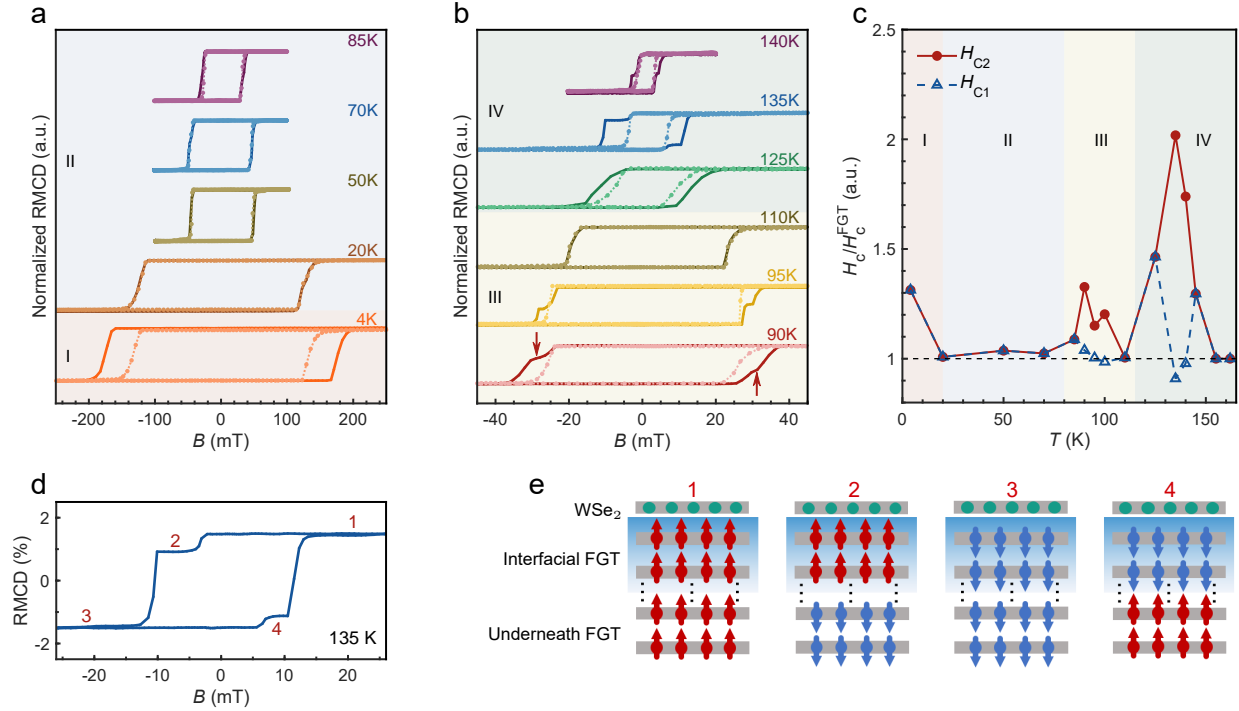 a
Normalized RMCD (a.u.)
85K
70K
II
50K
20K
4K
I
-200 -100 0 100 200
B (mT)
b
Normalized RMCD (a.u.)
140K
IV
135K
125K
110K
95K
III
90K
-40 -20 0 20 40
B (mT)
c
H_c/H_c^FGT (a.u.)
2.5
2
1.5
1
H_C2
H_C1
I II III IV
0 50 100 150
T (K)
d
RMCD (%)
2
0
-2
1
2
3
4
135 K
-20 -10 0 10 20
B (mT)
e
1 2 3 4
WSe₂
Interfacial FGT
Underneath FGT